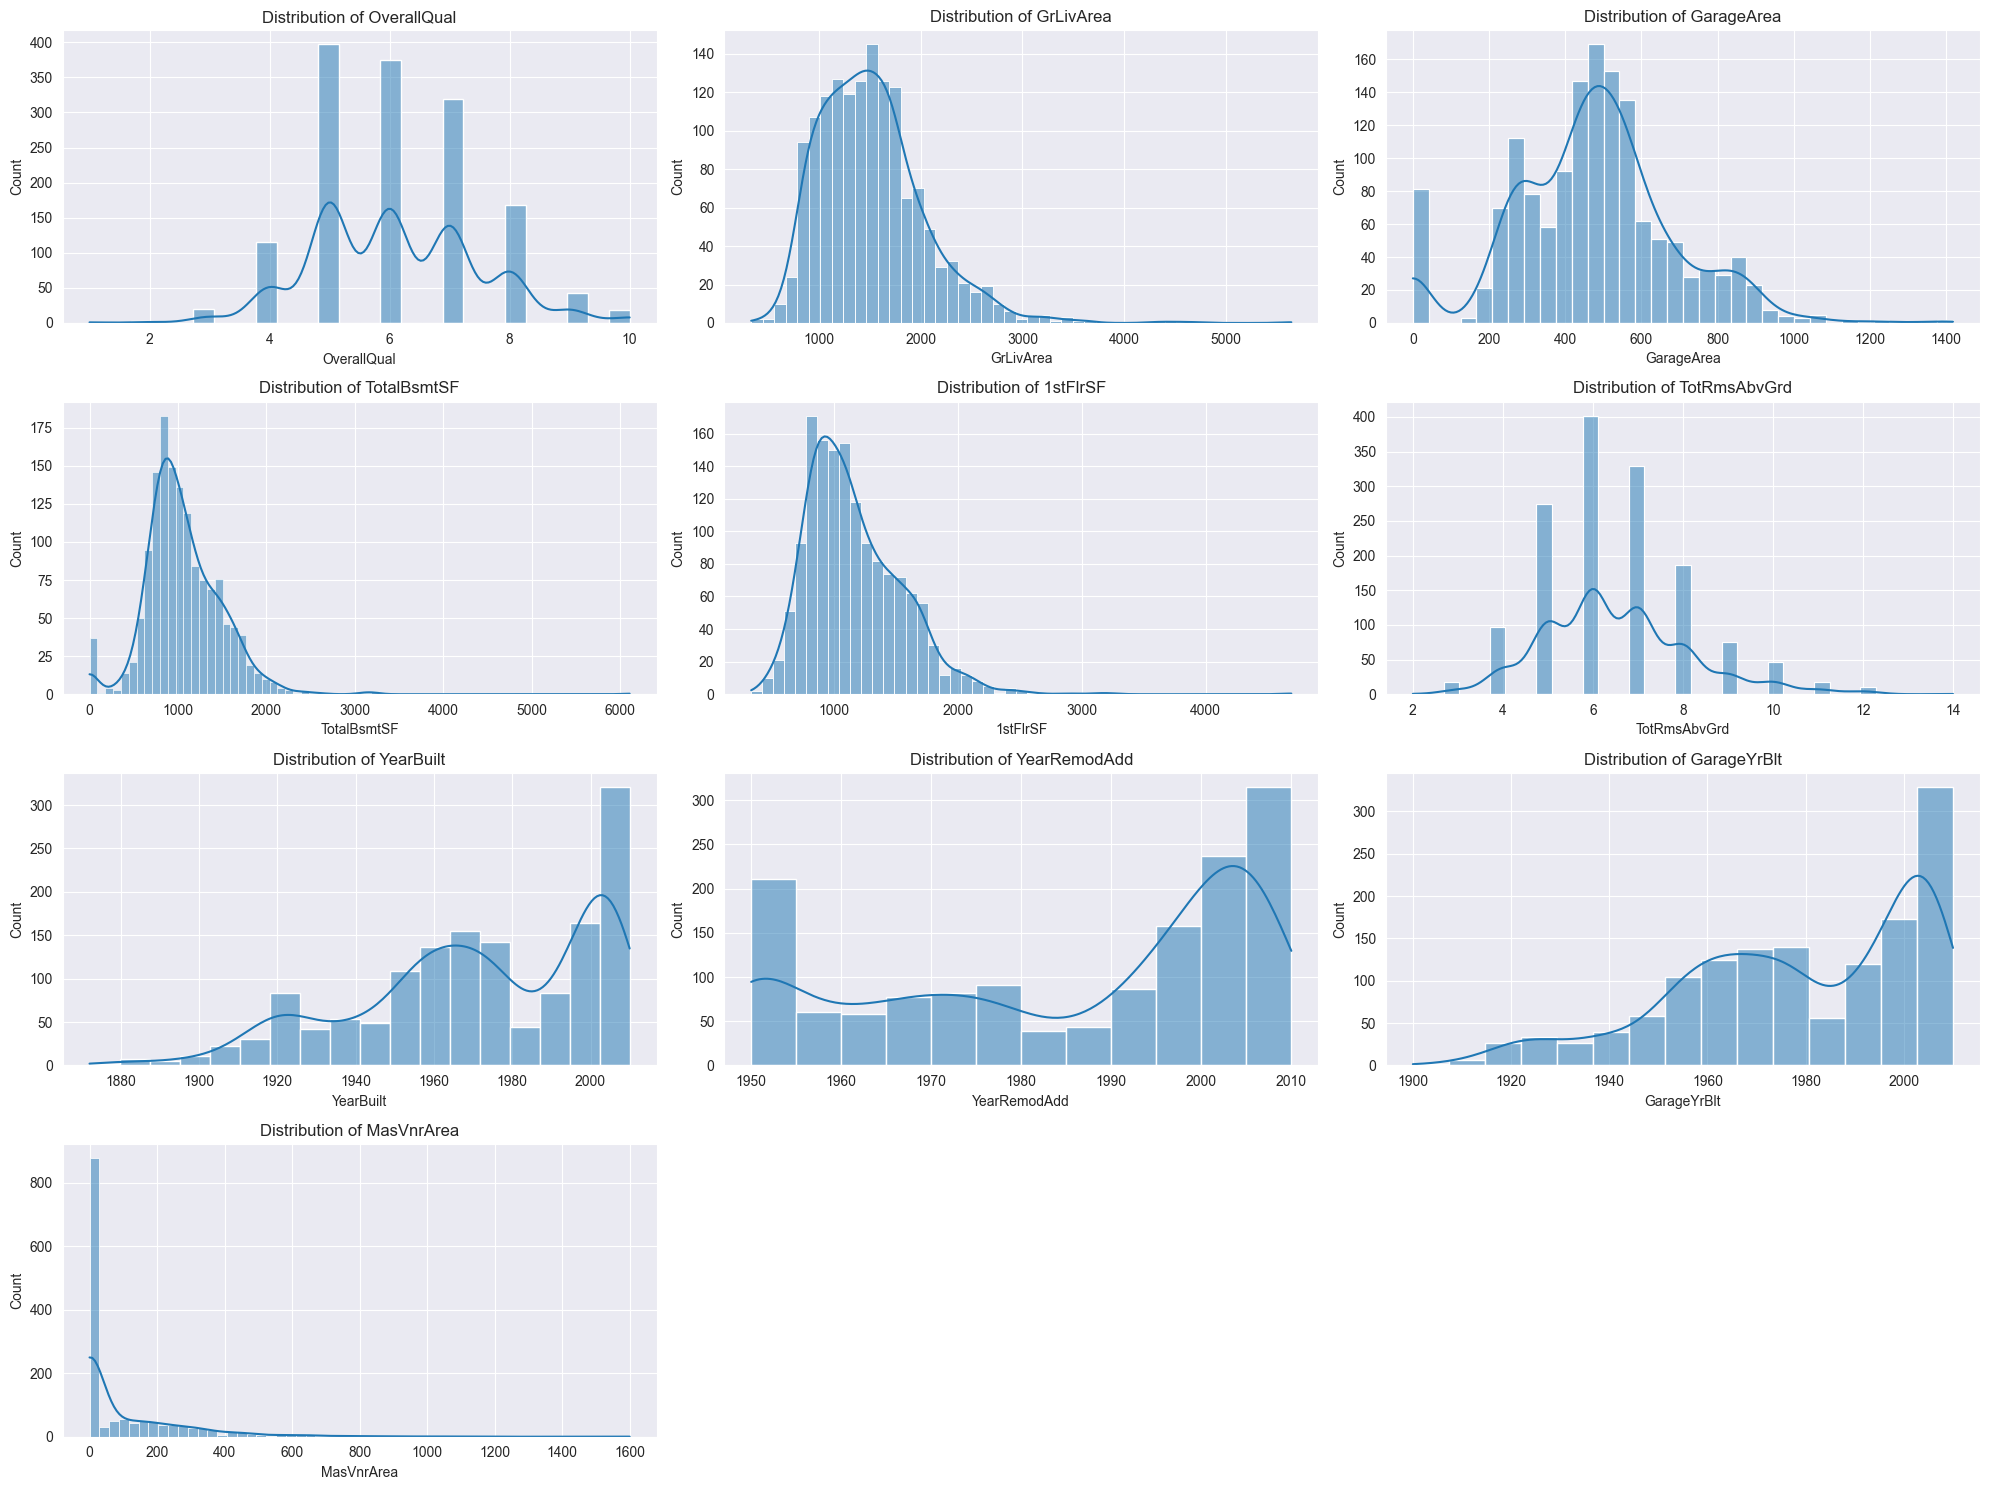 Distribution of OverallQual
Count
400
350
300
250
200
150
100
50
0
2 4 6 8 10
OverallQual
Distribution of GrLivArea
Count
140
120
100
80
60
40
20
0
1000 2000 3000 4000 5000
GrLivArea
Distribution of GarageArea
Count
160
140
120
100
80
60
40
20
0
0 200 400 600 800 1000 1200 1400
GarageArea
Distribution of TotalBsmtSF
Count
175
150
125
100
75
50
25
0
0 1000 2000 3000 4000 5000 6000
TotalBsmtSF
Distribution of 1stFlrSF
Count
160
140
120
100
80
60
40
20
0
1000 2000 3000 4000
1stFlrSF
Distribution of TotRmsAbvGrd
Count
400
350
300
250
200
150
100
50
0
2 4 6 8 10 12 14
TotRmsAbvGrd
Distribution of YearBuilt
Count
300
250
200
150
100
50
0
1880 1900 1920 1940 1960 1980 2000
YearBuilt
Distribution of YearRemodAdd
Count
300
250
200
150
100
50
0
1950 1960 1970 1980 1990 2000 2010
YearRemodAdd
Distribution of GarageYrBlt
Count
300
250
200
150
100
50
0
1900 1920 1940 1960 1980 2000
GarageYrBlt
Distribution of MasVnrArea
Count
800
600
400
200
0
0 200 400 600 800 1000 1200 1400 1600
MasVnrArea